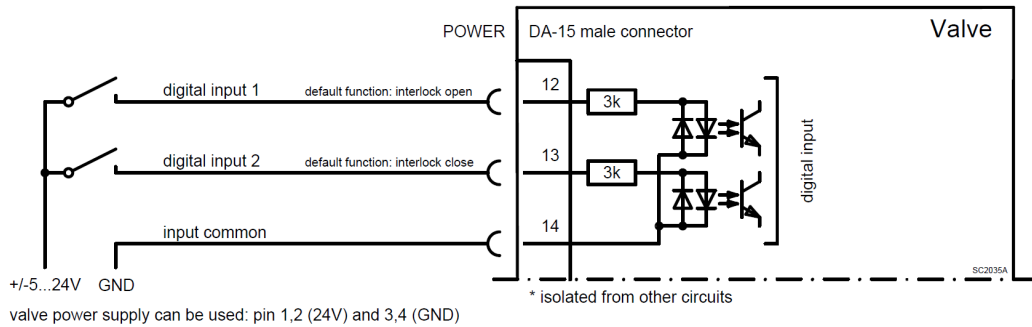 POWER DA-15 male connector Valve
digital input 1 default function: interlock open 12 3k
digital input 2 default function: interlock close 13 3k
digital input
input common 14
+/-5...24V GND
SC2035A
* isolated from other circuits
valve power supply can be used: pin 1,2 (24V) and 3,4 (GND)